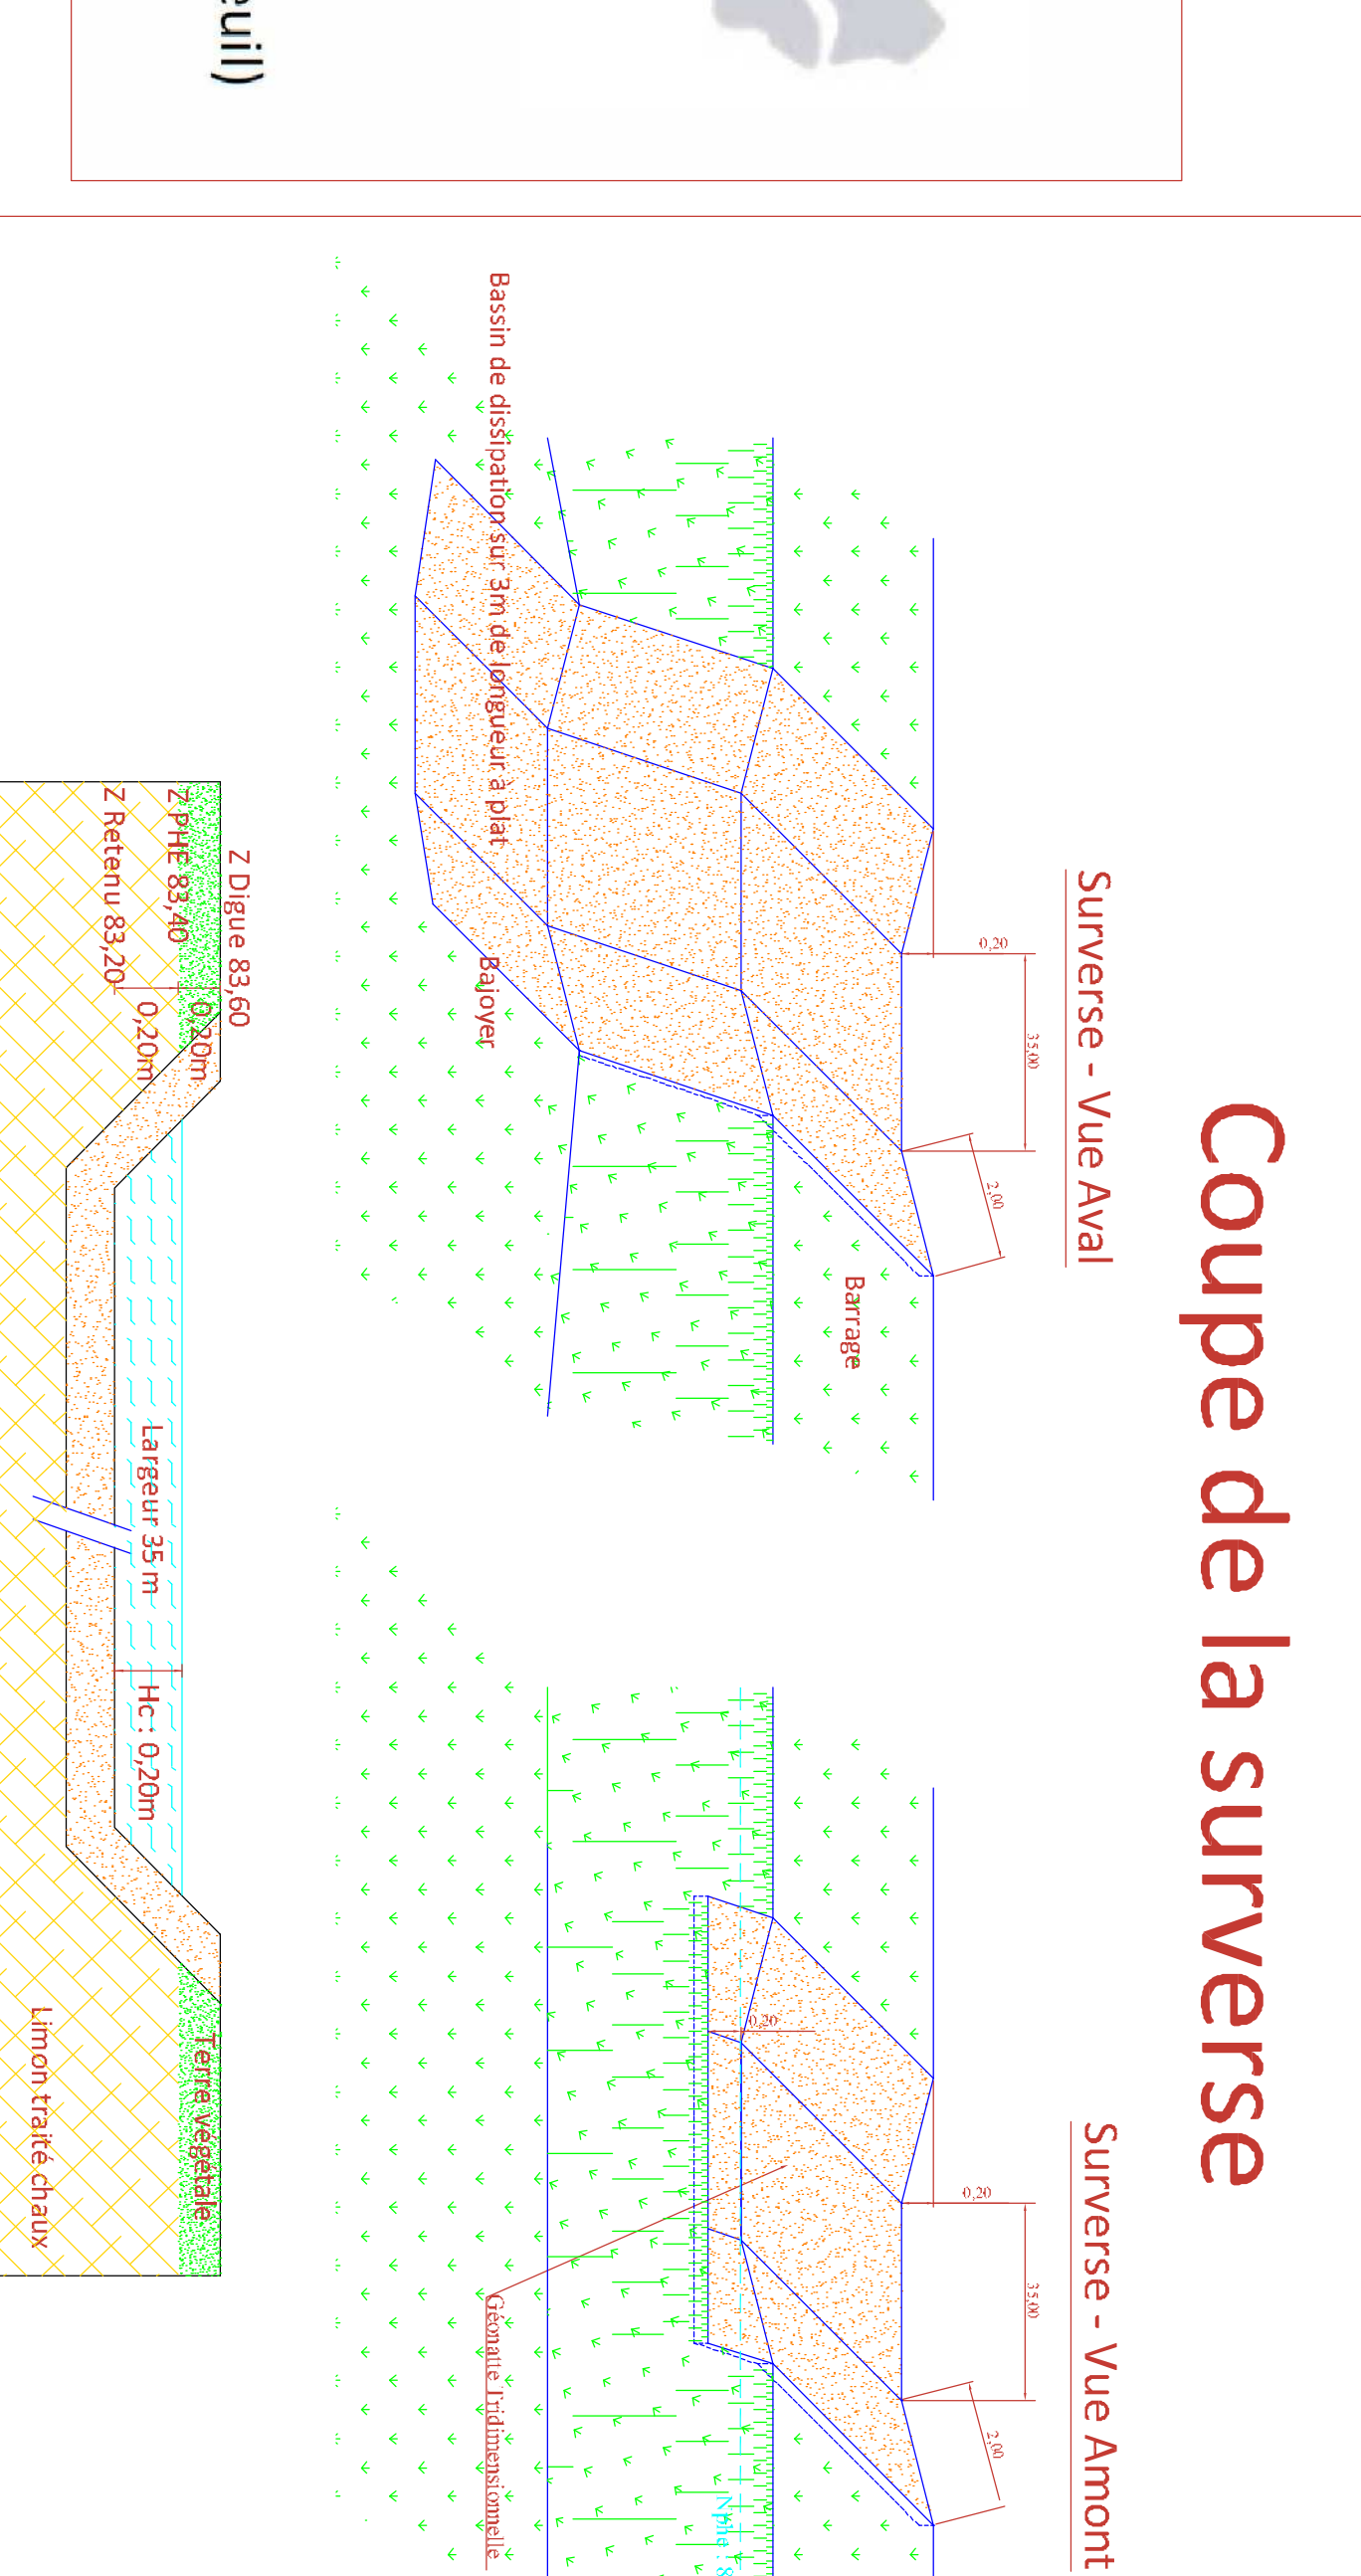 Coupe de la surverse
Surverse - Vue Aval
0,20
35,00
2,00
Barrage
Bassin de dissipation sur 3m de longueur à plat
Bajoyer
Surverse - Vue Amont
0,20
35,00
2,00
0,20
Géonatte Tridimensionnelle
Nphe : 8
Z Digue 83,60
Z PHE 83,40
0,20m
Z Retenu 83,20
0,20m
Largeur 35 m
Hc : 0,20m
Terre végétale
Limon traité chaux
euil)